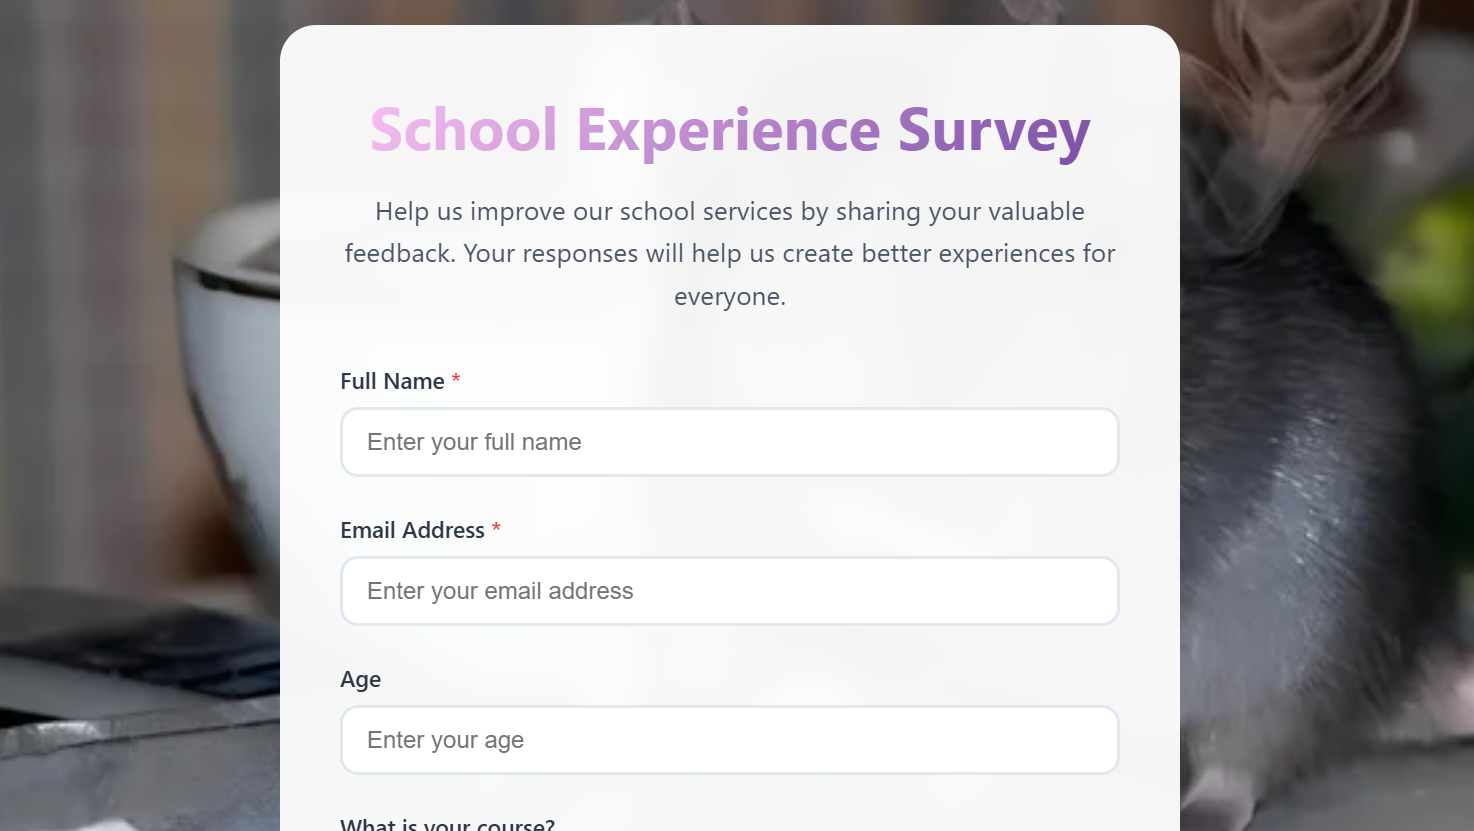 School Experience Survey
Help us improve our school services by sharing your valuable
feedback. Your responses will help us create better experiences for
everyone.
Full Name *
Enter your full name
Email Address *
Enter your email address
Age
Enter your age
What is your course?